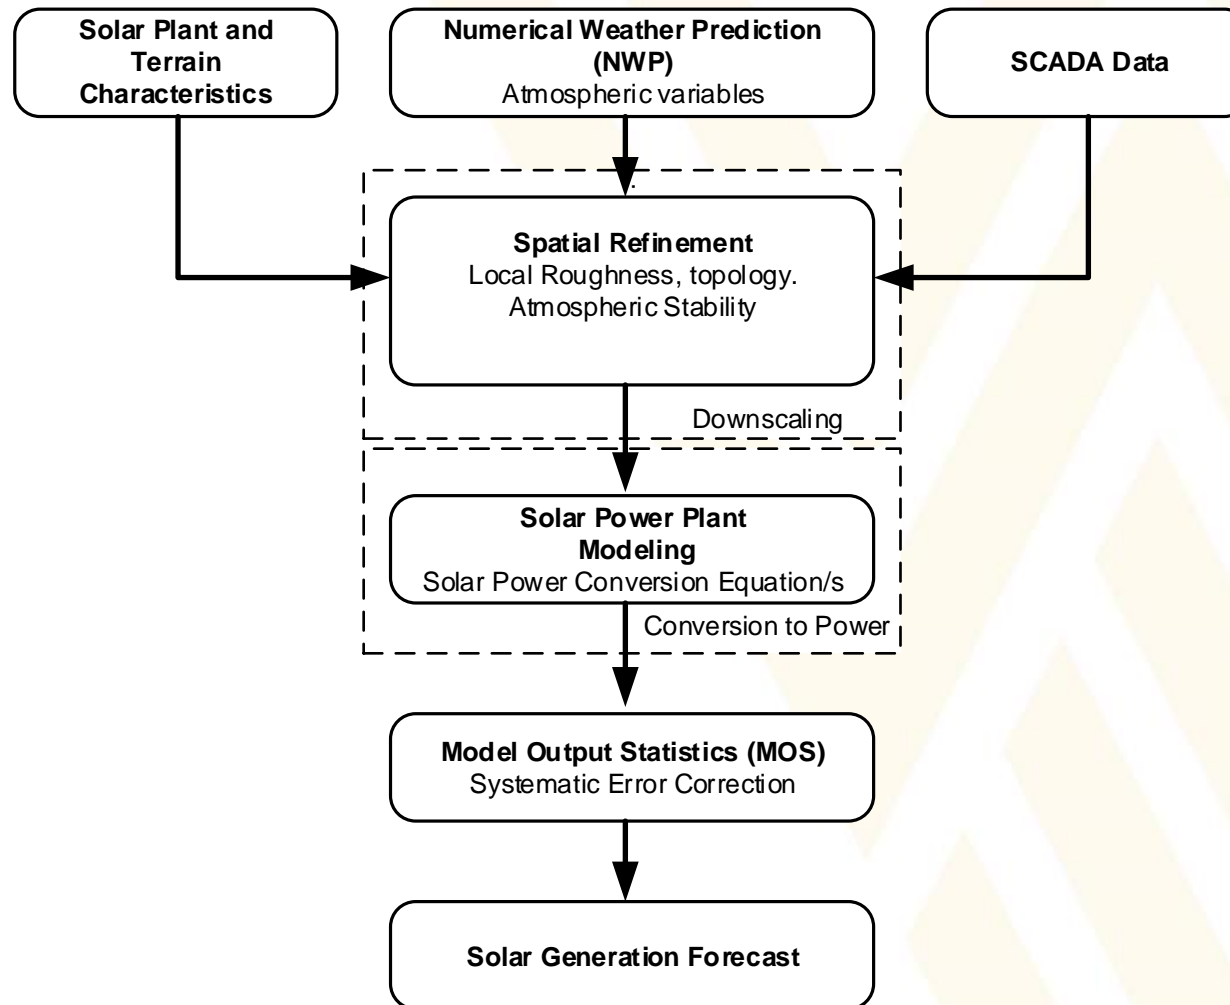 Solar Plant and
Terrain
Characteristics
Numerical Weather Prediction
(NWP)
Atmospheric variables
SCADA Data
.
Spatial Refinement
Local Roughness, topology.
Atmospheric Stability
Downscaling
Solar Power Plant
Modeling
Solar Power Conversion Equation/s
Conversion to Power
Model Output Statistics (MOS)
Systematic Error Correction
Solar Generation Forecast